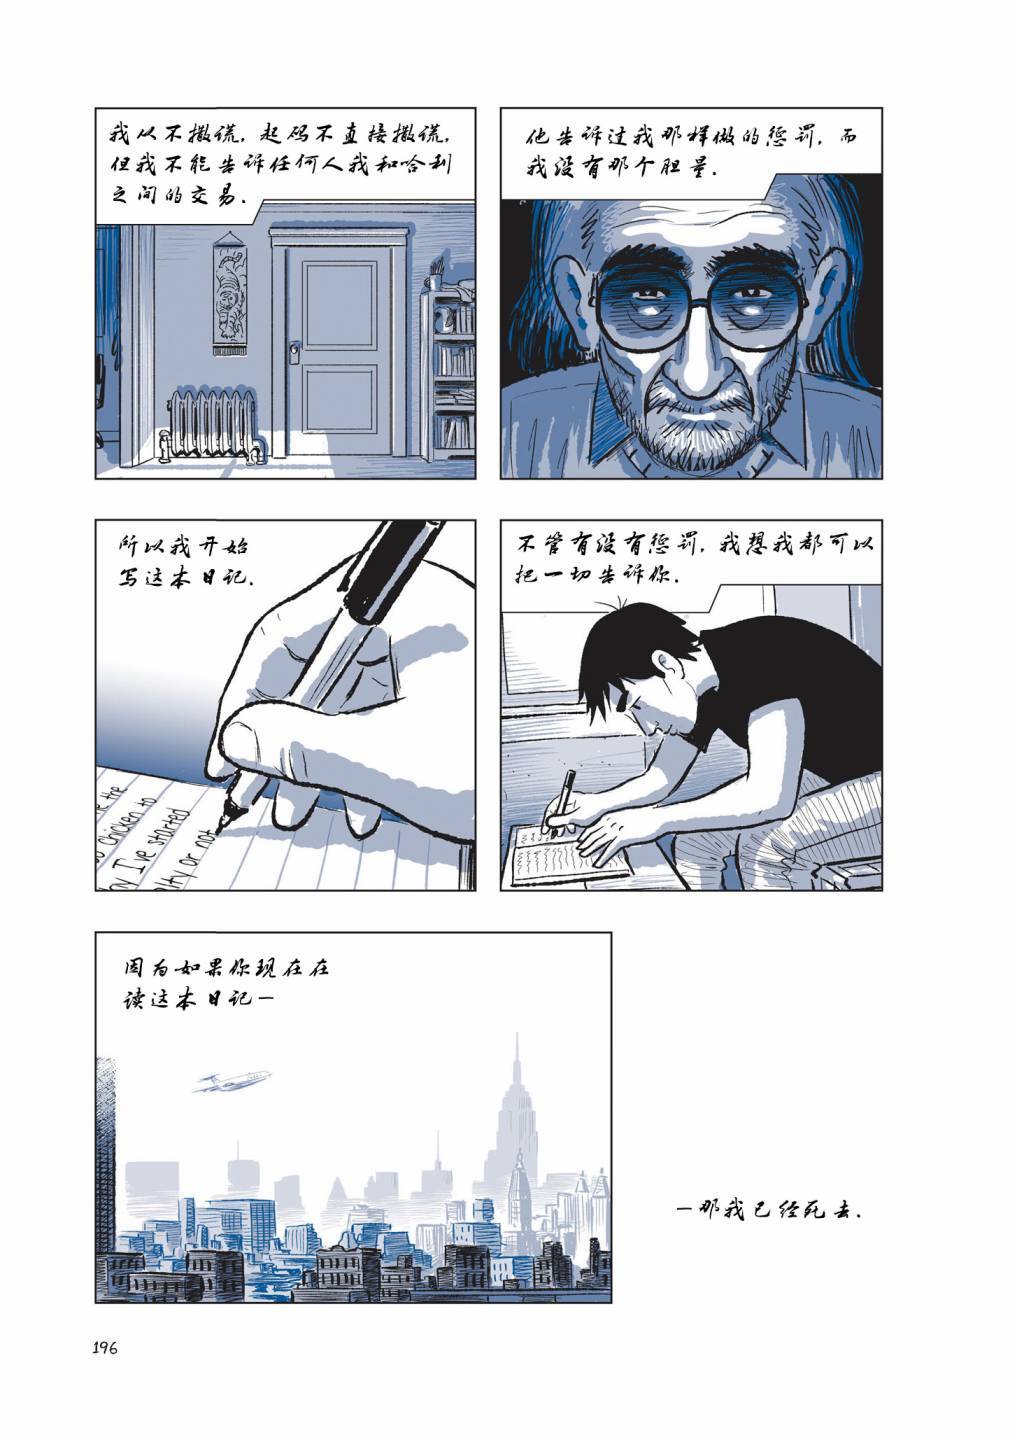 我从不撒谎，起码不直接撒谎，
但我不能告诉任何人我和哈利
之间的交易．
他告诉过我那样做的惩罚，而
我没有那个胆量．
所以我开始
写这本日记．
the
chicken to
I've started
or not
不管有没有惩罚，我想我都可以
把一切告诉你．
因为如果你现在在
读这本日记—
—那我已经死去．
196